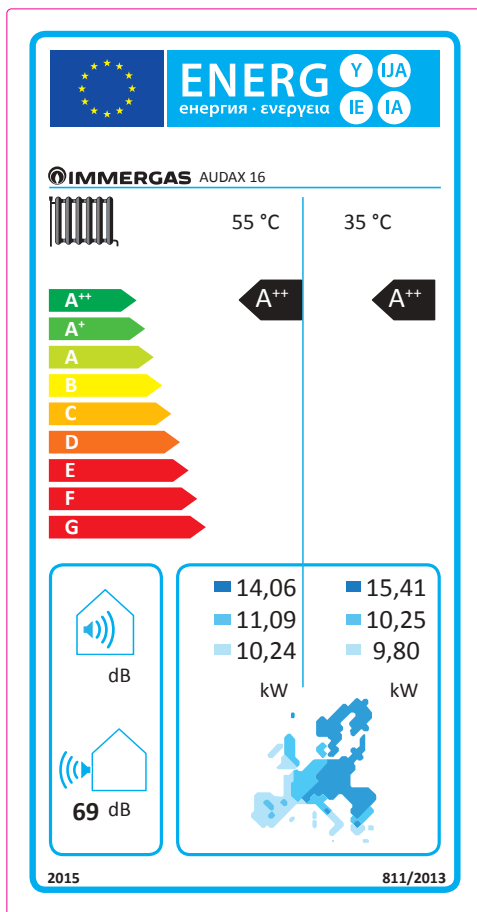 ENERG Y IJA
енергия · ενεργεια IE IA
IMMERGAS AUDAX 16
55 °C 35 °C
A++ A++ A++
A+
A
B
C
D
E
F
G
14,06 15,41
11,09 10,25
10,24 9,80
kW kW
dB
69 dB
2015 811/2013